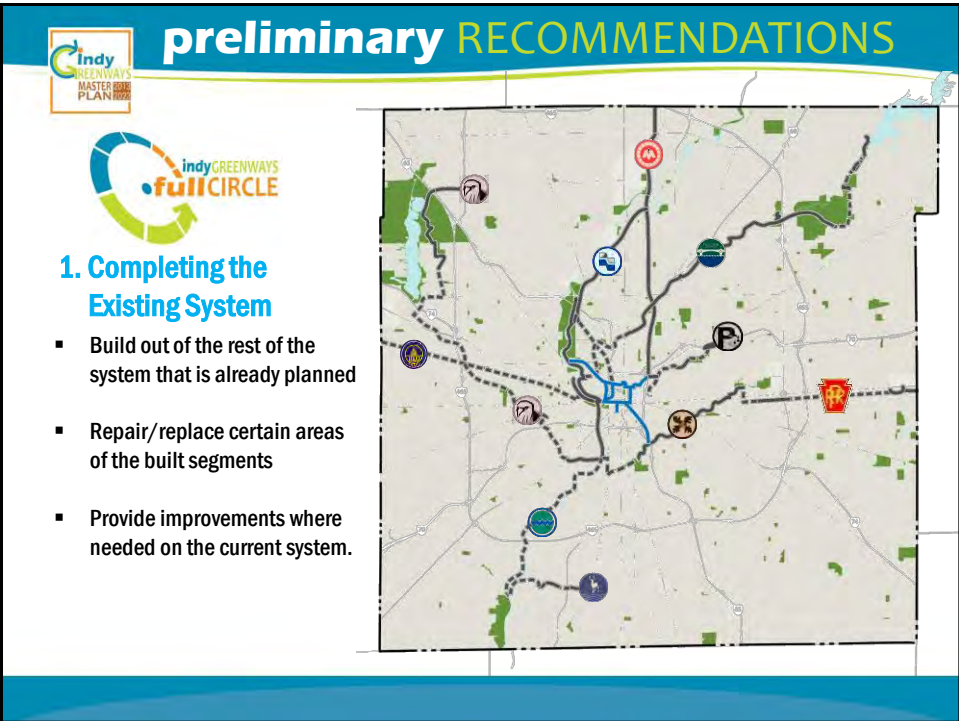 preliminary RECOMMENDATIONS
indy
GREENWAYS
MASTER
PLAN
indyGREENWAYS
fullCIRCLE
1. Completing the
Existing System
▪ Build out of the rest of the
system that is already planned
▪ Repair/replace certain areas
of the built segments
▪ Provide improvements where
needed on the current system.
P